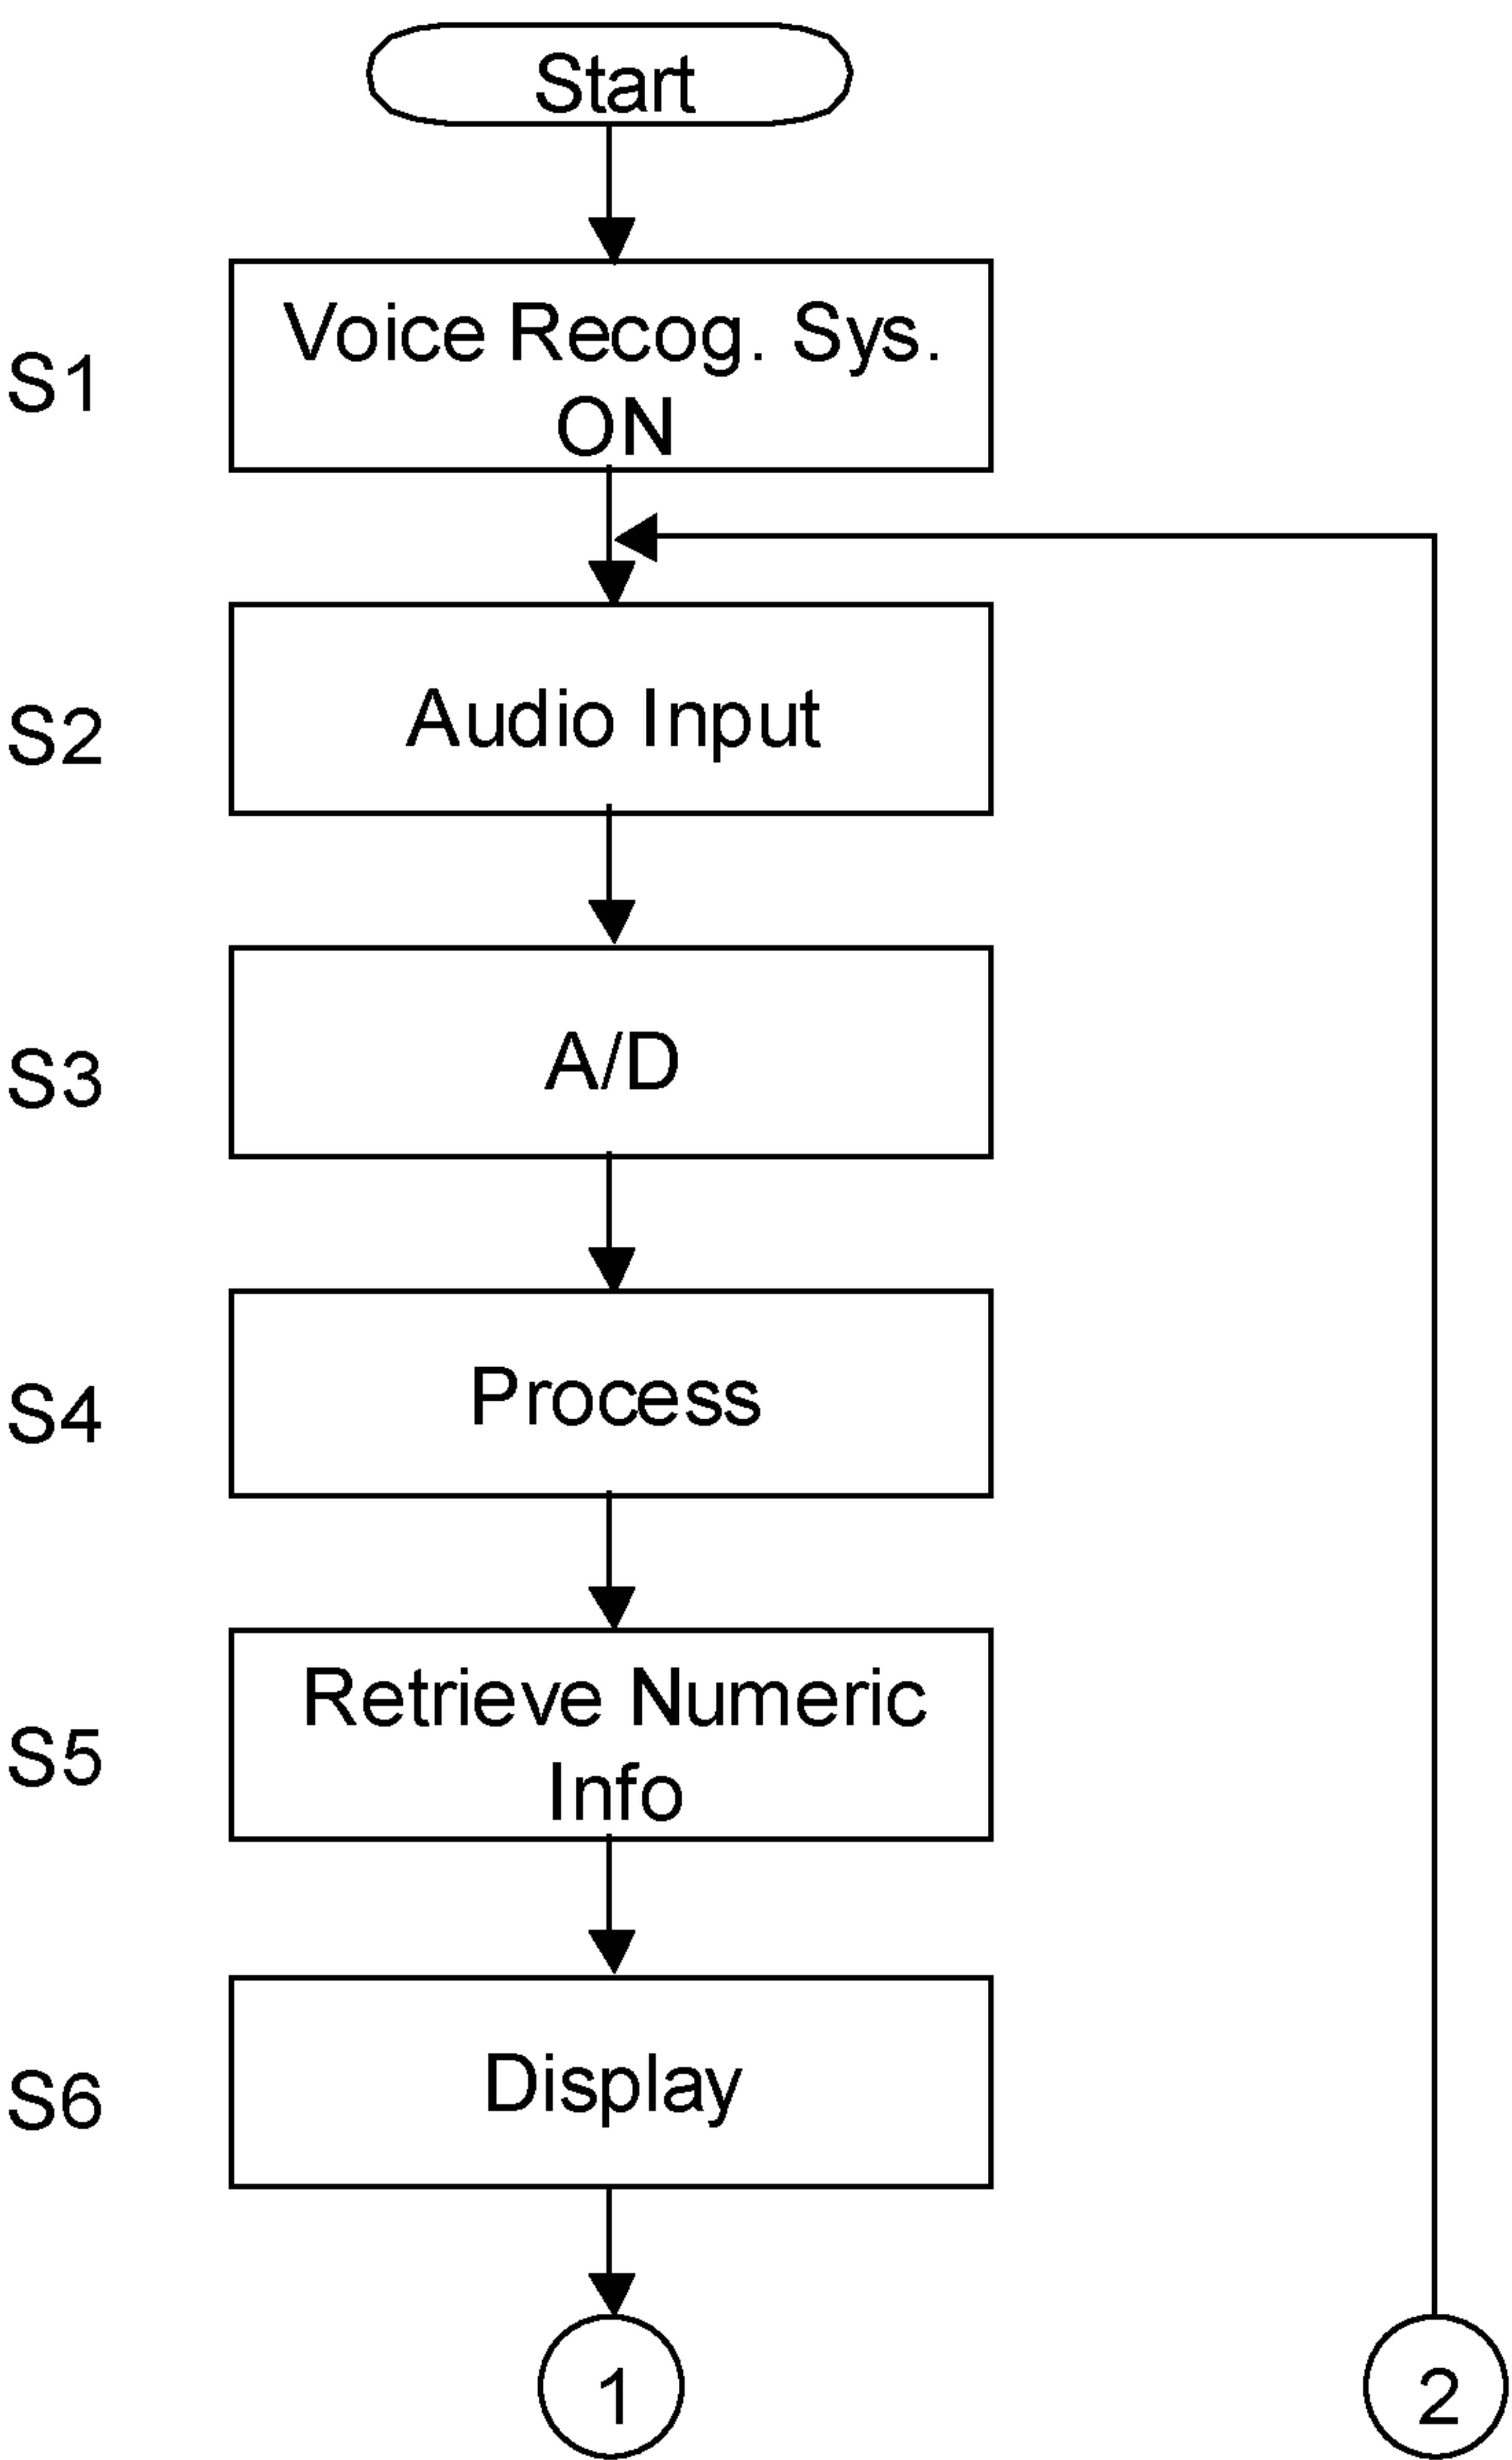 Start
S1
Voice Recog. Sys.
ON
S2
Audio Input
S3
A/D
S4
Process
S5
Retrieve Numeric
Info
S6
Display
1
2